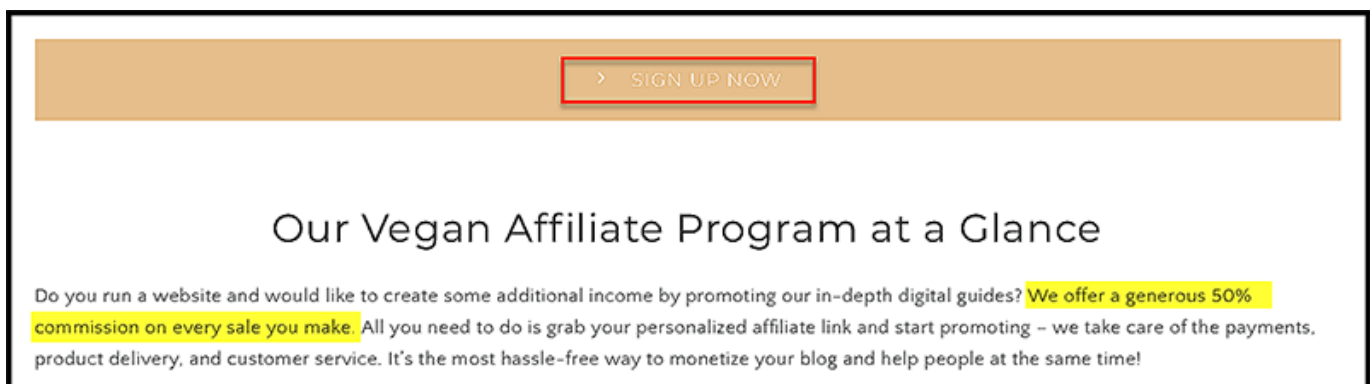 > SIGN UP NOW
Our Vegan Affiliate Program at a Glance
Do you run a website and would like to create some additional income by promoting our in-depth digital guides? We offer a generous 50%
commission on every sale you make. All you need to do is grab your personalized affiliate link and start promoting – we take care of the payments,
product delivery, and customer service. It's the most hassle-free way to monetize your blog and help people at the same time!